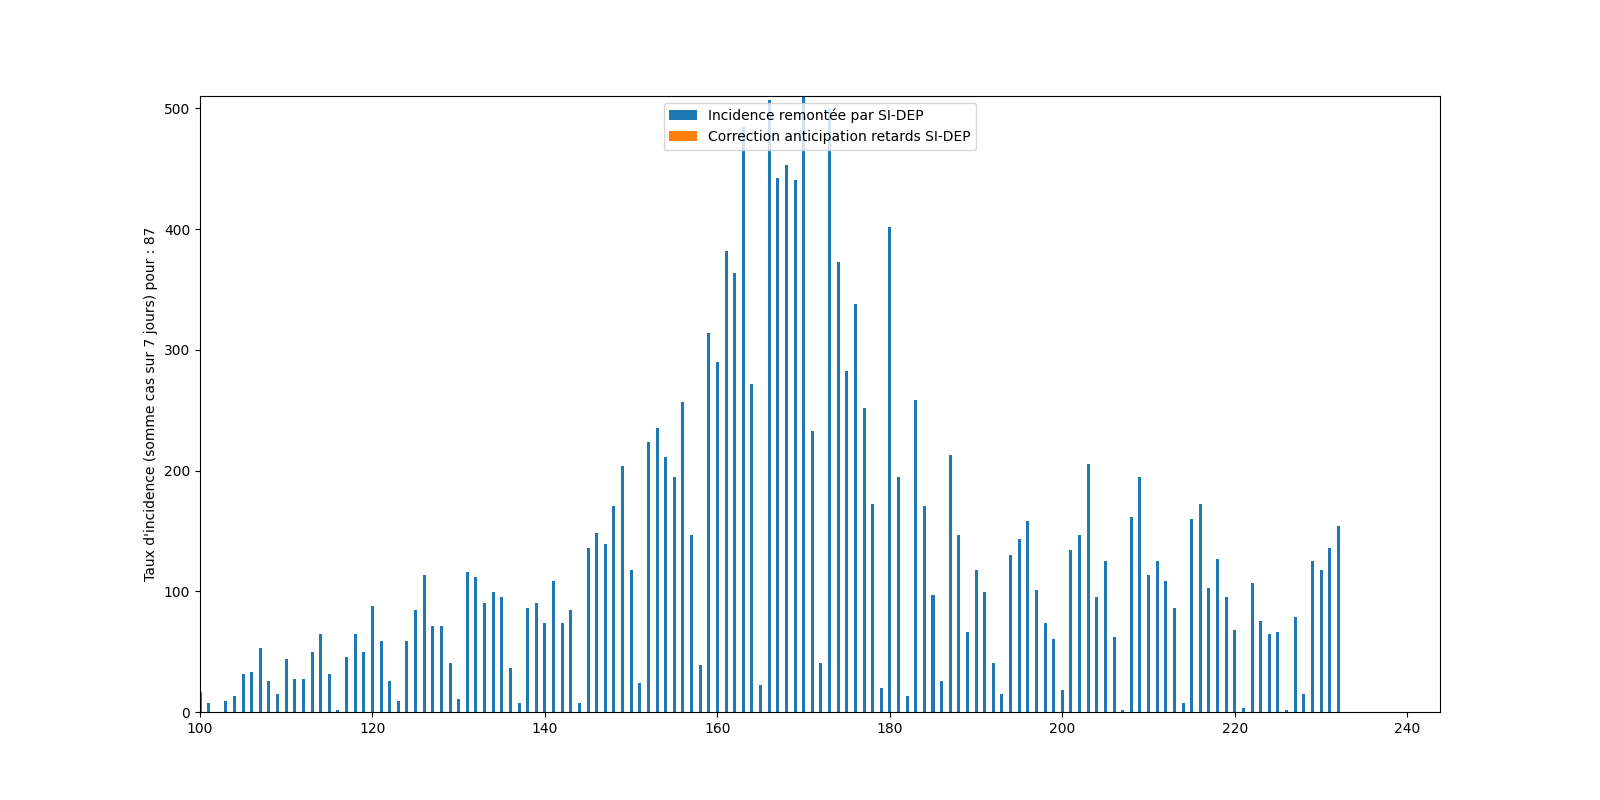 Incidence remontée par SI-DEP
Correction anticipation retards SI-DEP
Taux d'incidence (somme cas sur 7 jours) pour : 87
500
400
300
200
100
0
100 120 140 160 180 200 220 240